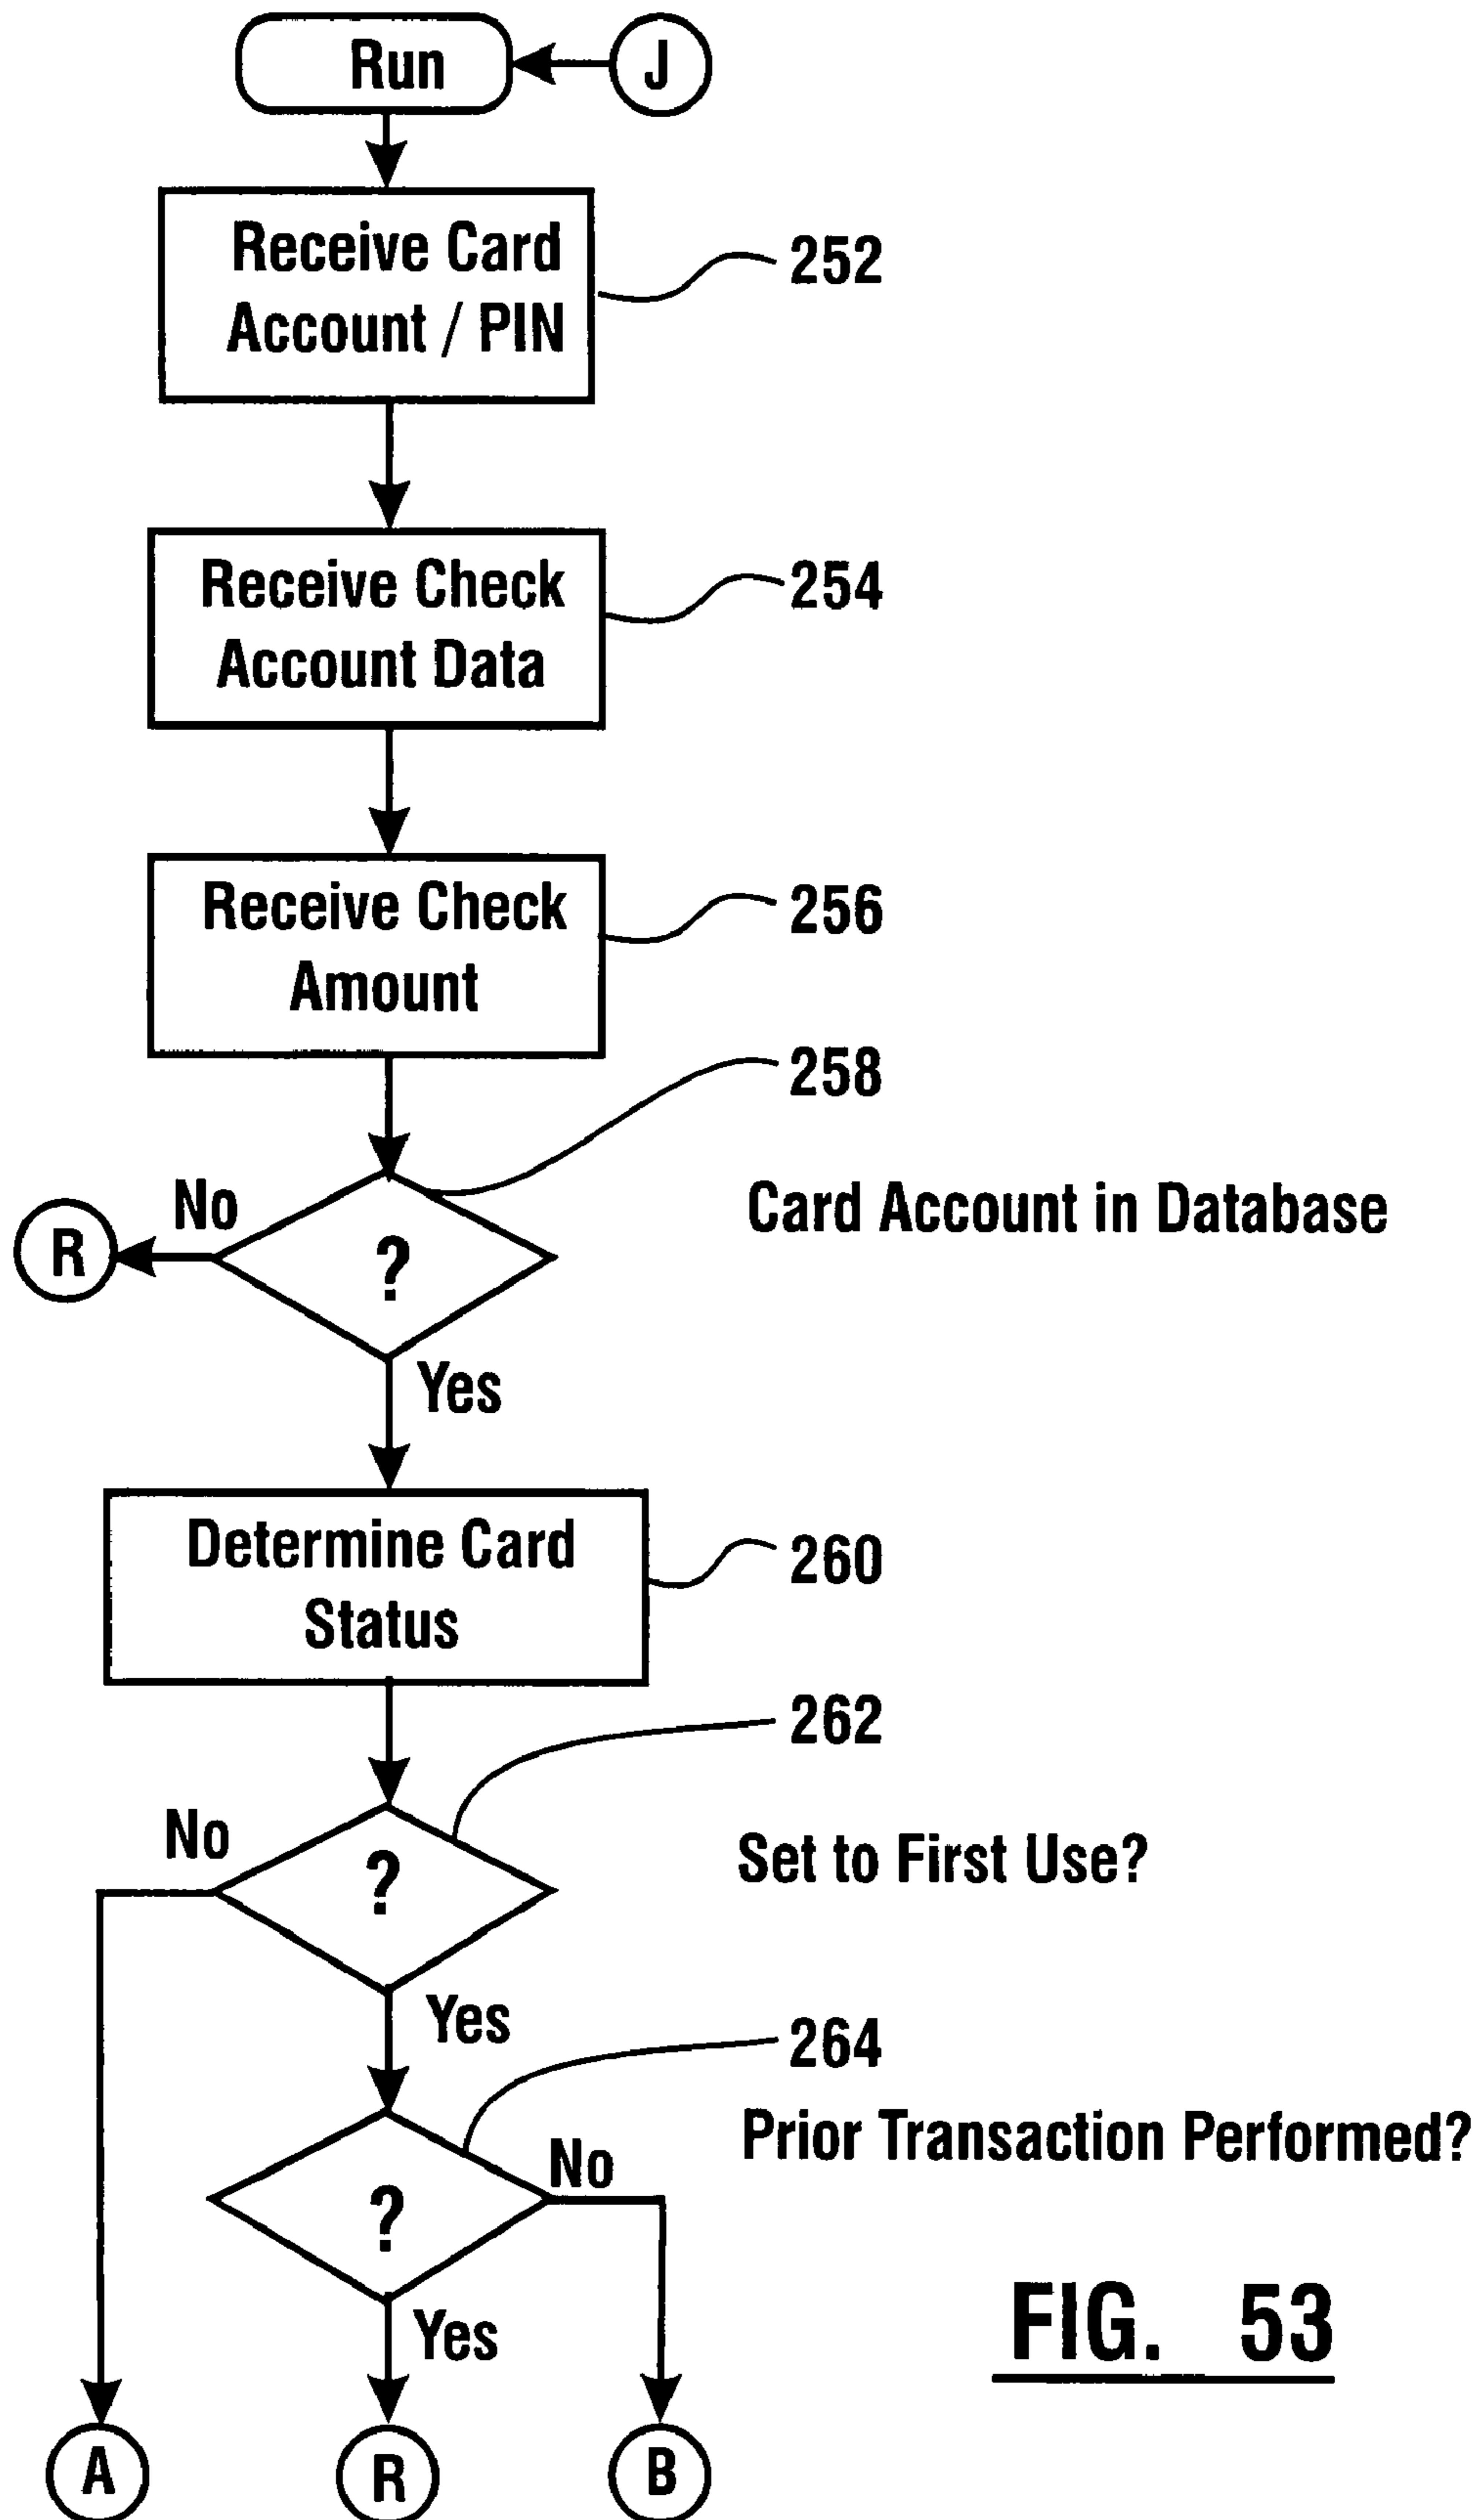 Run
J
Receive Card
Account / PIN
252
Receive Check
Account Data
254
Receive Check
Amount
256
258
No
Card Account in Database
R
?
Yes
Determine Card
Status
260
262
No
?
Set to First Use?
Yes
264
Prior Transaction Performed?
No
?
Yes
FIG. 53
A
R
B